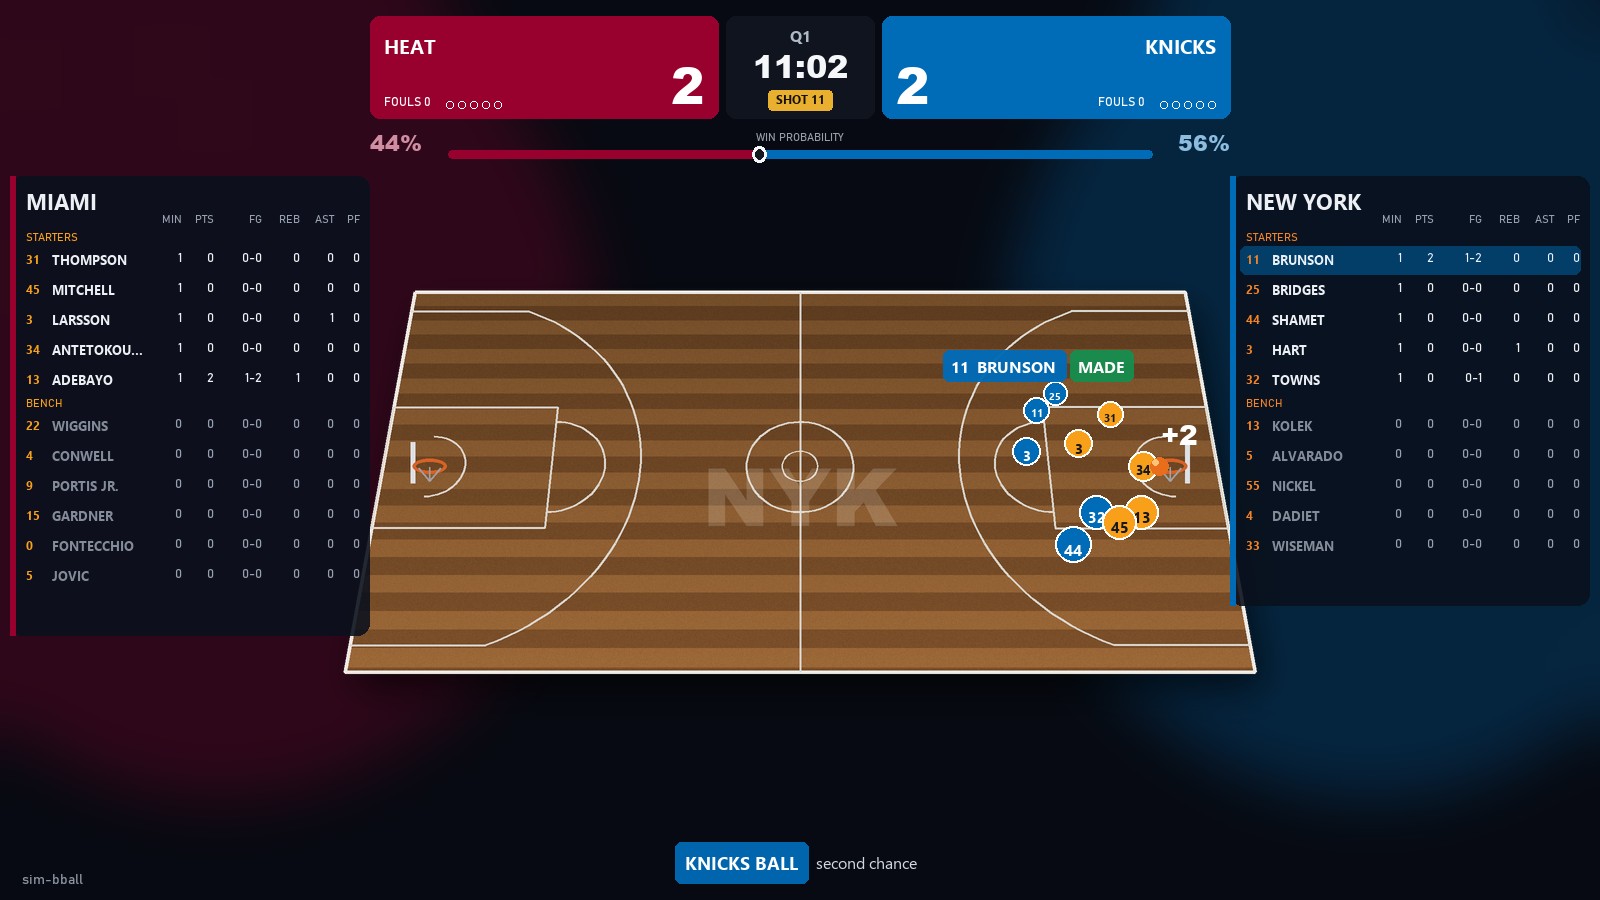 HEAT
2
FOULS 0
Q1
11:02
SHOT 11
KNICKS
2
FOULS 0
44%
WIN PROBABILITY
56%
MIAMI
MIN PTS FG REB AST PF
STARTERS
31 THOMPSON 1 0 0-0 0 0 0
45 MITCHELL 1 0 0-0 0 0 0
3 LARSSON 1 0 0-0 0 1 0
34 ANTETOKOU... 1 0 0-0 0 0 0
13 ADEBAYO 1 2 1-2 1 0 0
BENCH
22 WIGGINS 0 0 0-0 0 0 0
4 CONWELL 0 0 0-0 0 0 0
9 PORTIS JR. 0 0 0-0 0 0 0
15 GARDNER 0 0 0-0 0 0 0
0 FONTECCHIO 0 0 0-0 0 0 0
5 JOVIC 0 0 0-0 0 0 0
NEW YORK
MIN PTS FG REB AST PF
STARTERS
11 BRUNSON 1 2 1-2 0 0 0
25 BRIDGES 1 0 0-0 0 0 0
44 SHAMET 1 0 0-0 0 0 0
3 HART 1 0 0-0 1 0 0
32 TOWNS 1 0 0-1 0 0 0
BENCH
13 KOLEK 0 0 0-0 0 0 0
5 ALVARADO 0 0 0-0 0 0 0
55 NICKEL 0 0 0-0 0 0 0
4 DADIET 0 0 0-0 0 0 0
33 WISEMAN 0 0 0-0 0 0 0
11 BRUNSON MADE
25
11
31
3
3
+2
34
NYK
32
45
13
44
KNICKS BALL second chance
sim-bball